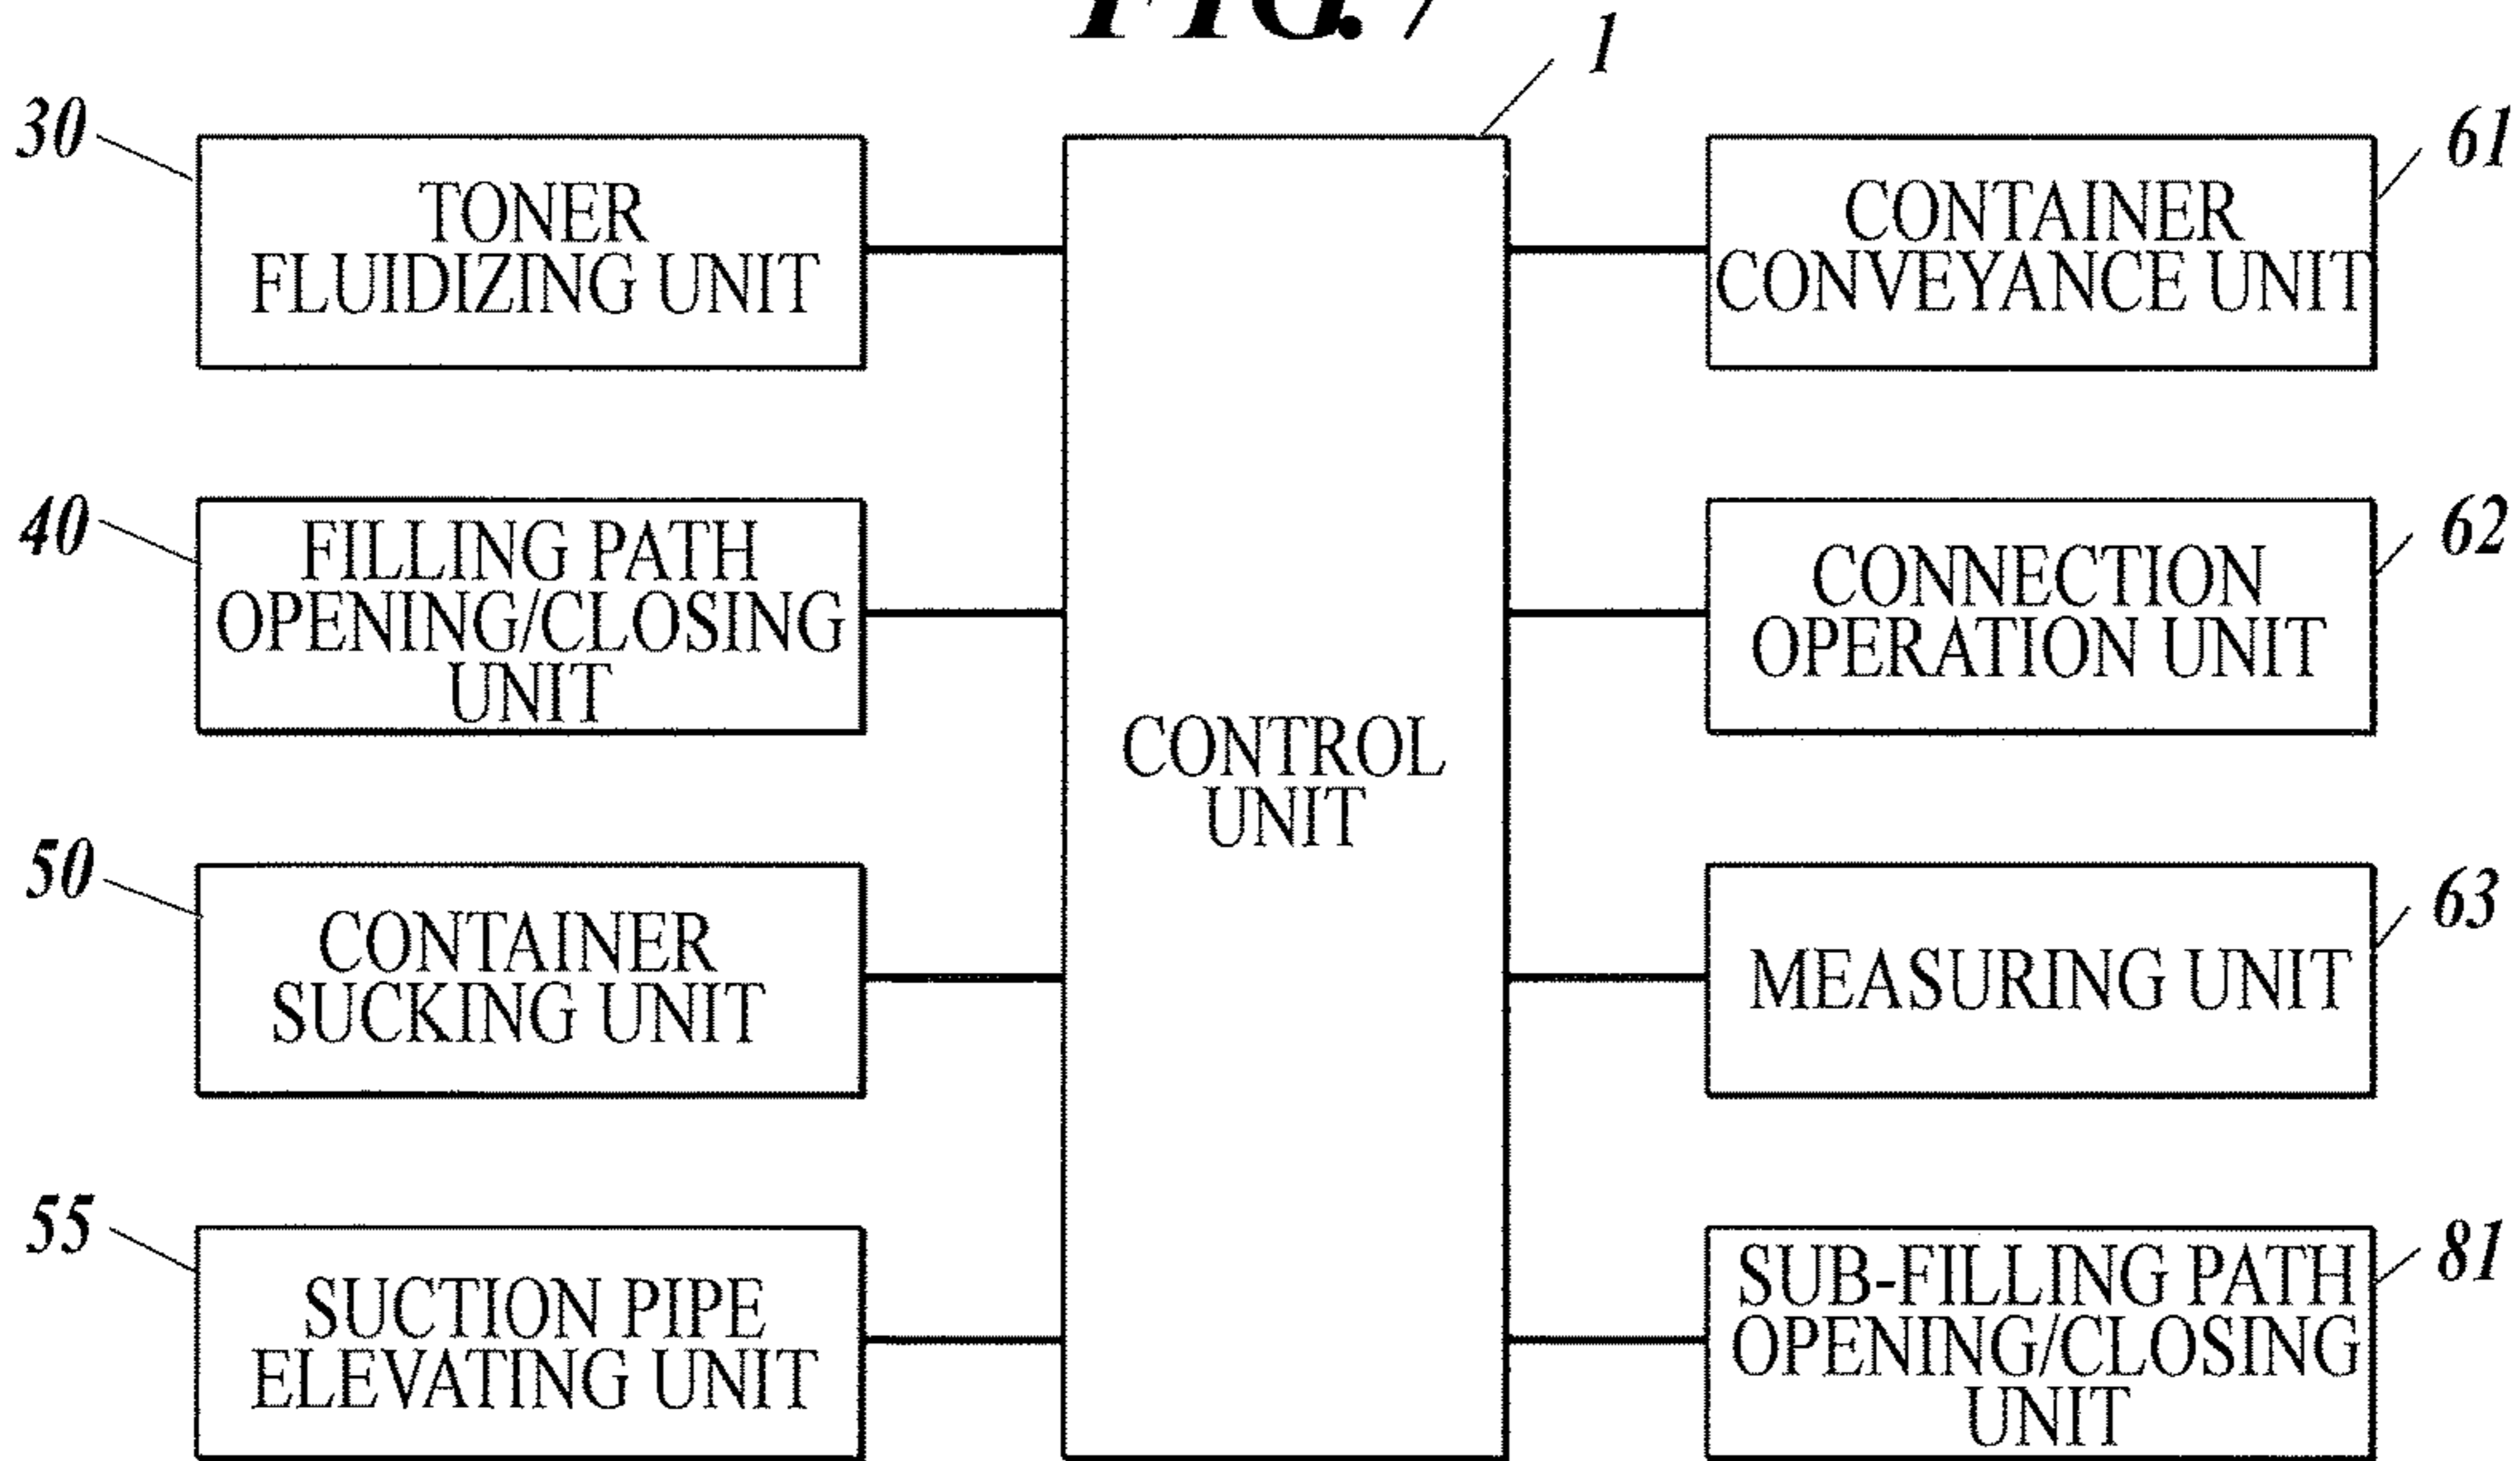 FIG. 7
1
30
TONER
FLUIDIZING UNIT
40
FILLING PATH
OPENING/CLOSING
UNIT
50
CONTAINER
SUCKING UNIT
55
SUCTION PIPE
ELEVATING UNIT
CONTROL
UNIT
61
CONTAINER
CONVEYANCE UNIT
62
CONNECTION
OPERATION UNIT
63
MEASURING UNIT
81
SUB-FILLING PATH
OPENING/CLOSING
UNIT